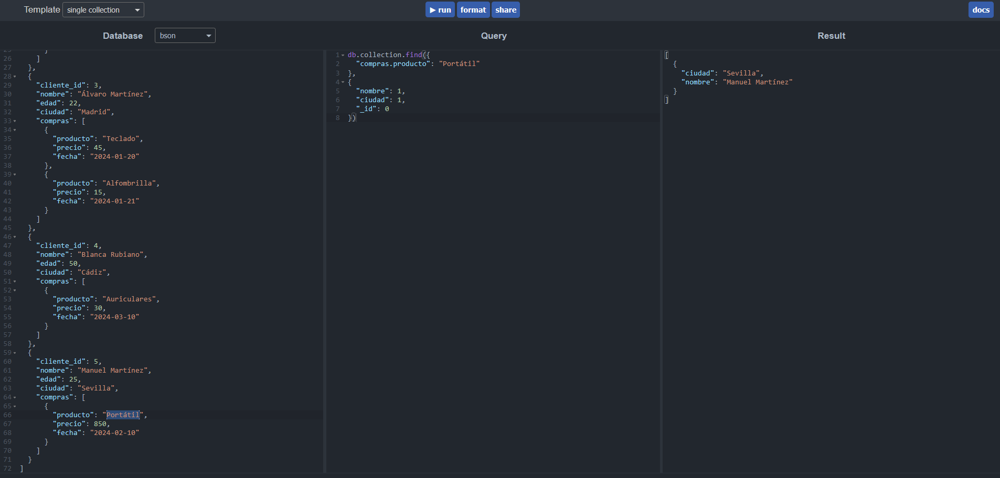 Template single collection
▶ run format share
docs
Database bson
Query
Result
25 }
26 ]
27 },
28 {
29 "cliente_id": 3,
30 "nombre": "Álvaro Martínez",
31 "edad": 22,
32 "ciudad": "Madrid",
33 "compras": [
34 {
35 "producto": "Teclado",
36 "precio": 45,
37 "fecha": "2024-01-20"
38 },
39 {
40 "producto": "Alfombrilla",
41 "precio": 15,
42 "fecha": "2024-01-21"
43 }
44 ]
45 },
46 {
47 "cliente_id": 4,
48 "nombre": "Blanca Rubiano",
49 "edad": 50,
50 "ciudad": "Cádiz",
51 "compras": [
52 {
53 "producto": "Auriculares",
54 "precio": 30,
55 "fecha": "2024-03-10"
56 }
57 ]
58 },
59 {
60 "cliente_id": 5,
61 "nombre": "Manuel Martínez",
62 "edad": 25,
63 "ciudad": "Sevilla",
64 "compras": [
65 {
66 "producto": "Portátil",
67 "precio": 850,
68 "fecha": "2024-02-10"
69 }
70 ]
71 }
72 ]
1 db.collection.find({
2 "compras.producto": "Portátil"
3 },
4 {
5 "nombre": 1,
6 "ciudad": 1,
7 "_id": 0
8 })
[
{
"ciudad": "Sevilla",
"nombre": "Manuel Martínez"
}
]